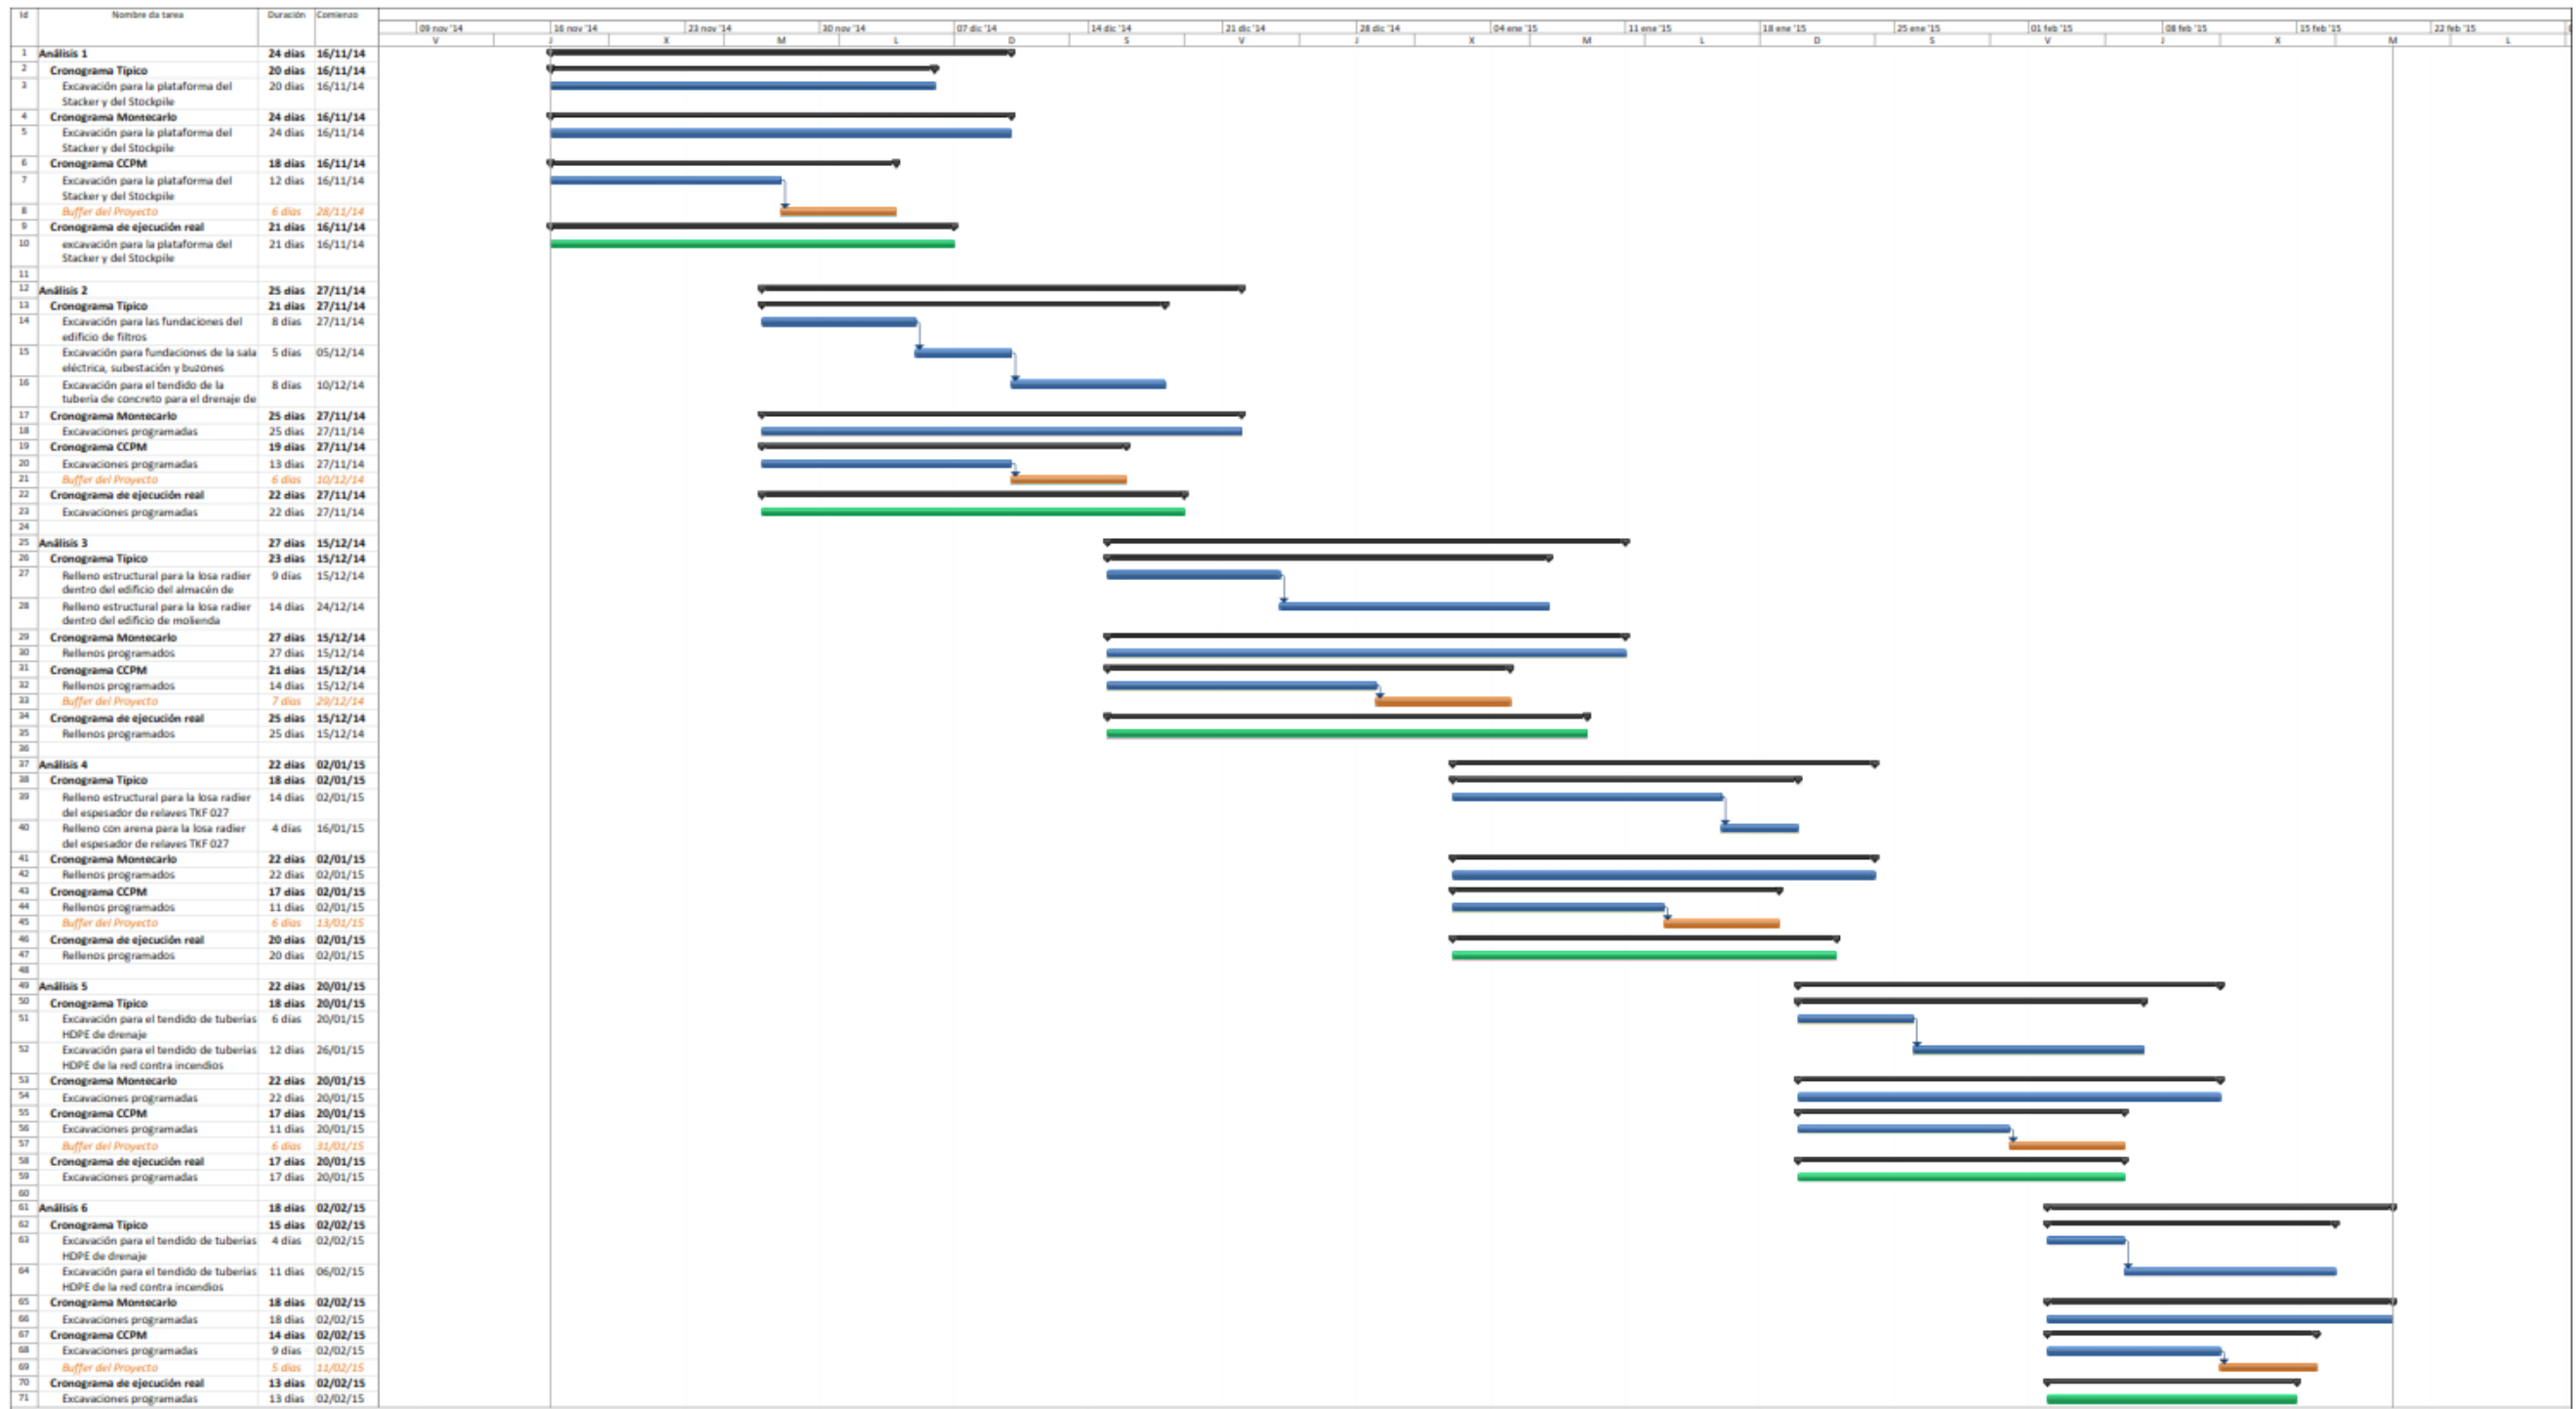 Id Nombre da tarea Duración Comienzo
09 nov '14 16 nov '14 23 nov '14 30 nov '14 07 dic '14 14 dic '14 21 dic '14 28 dic '14 04 ene '15 11 ene '15 18 ene '15 25 ene '15 01 feb '15 08 feb '15 15 feb '15 22 feb '15
V J X M L D S V J X M L D S V J X M L
1 Análisis 1 24 días 16/11/14
2 Cronograma Típico 20 días 16/11/14
3 Excavación para la plataforma del 20 días 16/11/14
Stacker y del Stockpile
4 Cronograma Montecarlo 24 días 16/11/14
5 Excavación para la plataforma del 24 días 16/11/14
Stacker y del Stockpile
6 Cronograma CCPM 18 días 16/11/14
7 Excavación para la plataforma del 12 días 16/11/14
Stacker y del Stockpile
8 Buffer del Proyecto 6 días 28/11/14
9 Cronograma de ejecución real 21 días 16/11/14
10 excavación para la plataforma del 21 días 16/11/14
Stacker y del Stockpile
11
12 Análisis 2 25 días 27/11/14
13 Cronograma Típico 21 días 27/11/14
14 Excavación para las fundaciones del 8 días 27/11/14
edificio de filtros
15 Excavación para fundaciones de la sala 5 días 05/12/14
eléctrica, subestación y buzones
16 Excavación para el tendido de la 8 días 10/12/14
tubería de concreto para el drenaje de
17 Cronograma Montecarlo 25 días 27/11/14
18 Excavaciones programadas 25 días 27/11/14
19 Cronograma CCPM 19 días 27/11/14
20 Excavaciones programadas 13 días 27/11/14
21 Buffer del Proyecto 6 días 10/12/14
22 Cronograma de ejecución real 22 días 27/11/14
23 Excavaciones programadas 22 días 27/11/14
24
25 Análisis 3 27 días 15/12/14
26 Cronograma Típico 23 días 15/12/14
27 Relleno estructural para la losa radier 9 días 15/12/14
dentro del edificio del almacén de
28 Relleno estructural para la losa radier 14 días 24/12/14
dentro del edificio de molienda
29 Cronograma Montecarlo 27 días 15/12/14
30 Rellenos programados 27 días 15/12/14
31 Cronograma CCPM 21 días 15/12/14
32 Rellenos programados 14 días 15/12/14
33 Buffer del Proyecto 7 días 29/12/14
34 Cronograma de ejecución real 25 días 15/12/14
35 Rellenos programados 25 días 15/12/14
36
37 Análisis 4 22 días 02/01/15
38 Cronograma Típico 18 días 02/01/15
39 Relleno estructural para la losa radier 14 días 02/01/15
del espesador de relaves TKF 027
40 Relleno con arena para la losa radier 4 días 16/01/15
del espesador de relaves TKF 027
41 Cronograma Montecarlo 22 días 02/01/15
42 Rellenos programados 22 días 02/01/15
43 Cronograma CCPM 17 días 02/01/15
44 Rellenos programados 11 días 02/01/15
45 Buffer del Proyecto 6 días 13/01/15
46 Cronograma de ejecución real 20 días 02/01/15
47 Rellenos programados 20 días 02/01/15
48
49 Análisis 5 22 días 20/01/15
50 Cronograma Típico 18 días 20/01/15
51 Excavación para el tendido de tuberías 6 días 20/01/15
HDPE de drenaje
52 Excavación para el tendido de tuberías 12 días 26/01/15
HDPE de la red contra incendios
53 Cronograma Montecarlo 22 días 20/01/15
54 Excavaciones programadas 22 días 20/01/15
55 Cronograma CCPM 17 días 20/01/15
56 Excavaciones programadas 11 días 20/01/15
57 Buffer del Proyecto 6 días 31/01/15
58 Cronograma de ejecución real 17 días 20/01/15
59 Excavaciones programadas 17 días 20/01/15
60
61 Análisis 6 18 días 02/02/15
62 Cronograma Típico 15 días 02/02/15
63 Excavación para el tendido de tuberías 4 días 02/02/15
HDPE de drenaje
64 Excavación para el tendido de tuberías 11 días 06/02/15
HDPE de la red contra incendios
65 Cronograma Montecarlo 18 días 02/02/15
66 Excavaciones programadas 18 días 02/02/15
67 Cronograma CCPM 14 días 02/02/15
68 Excavaciones programadas 9 días 02/02/15
69 Buffer del Proyecto 5 días 11/02/15
70 Cronograma de ejecución real 13 días 02/02/15
71 Excavaciones programadas 13 días 02/02/15